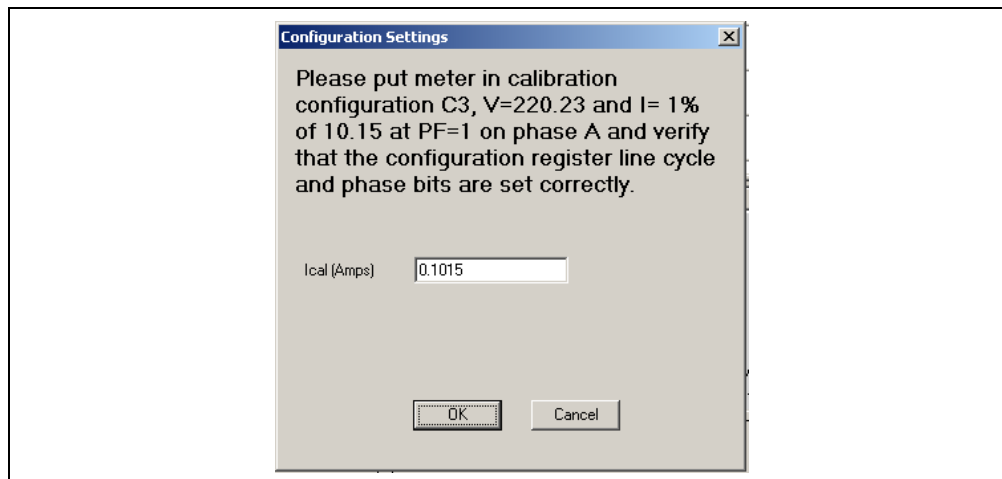 Configuration Settings
Please put meter in calibration
configuration C3, V=220.23 and I= 1%
of 10.15 at PF=1 on phase A and verify
that the configuration register line cycle
and phase bits are set correctly.
Ical (Amps) 0.1015
OK Cancel